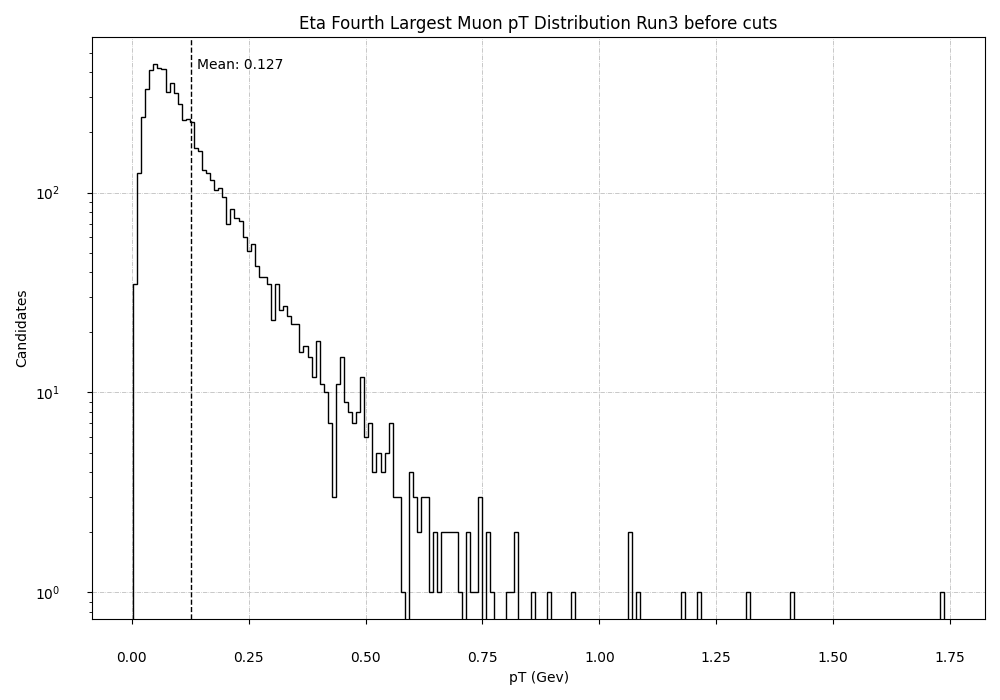 Eta Fourth Largest Muon pT Distribution Run3 before cuts
Mean: 0.127
Candidates
10²
10¹
10⁰
0.00 0.25 0.50 0.75 1.00 1.25 1.50 1.75
pT (Gev)